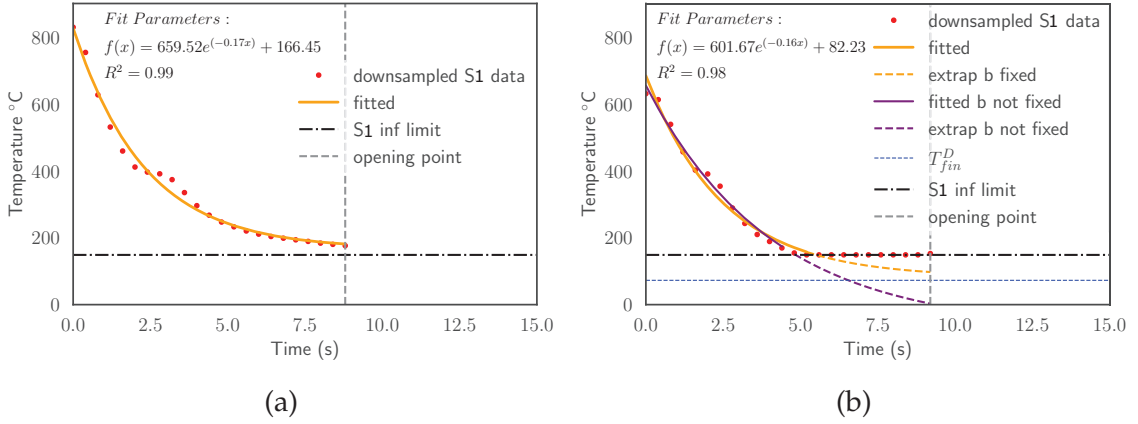 Fit Parameters :
f(x) = 659.52e^(−0.17x) + 166.45
R² = 0.99
downsampled S1 data
fitted
S1 inf limit
opening point
Temperature °C
800
600
400
200
0
0.0 2.5 5.0 7.5 10.0 12.5 15.0
Time (s)
(a)
Fit Parameters :
f(x) = 601.67e^(−0.16x) + 82.23
R² = 0.98
downsampled S1 data
fitted
extrap b fixed
fitted b not fixed
extrap b not fixed
T_fin^D
S1 inf limit
opening point
Temperature °C
800
600
400
200
0
0.0 2.5 5.0 7.5 10.0 12.5 15.0
Time (s)
(b)